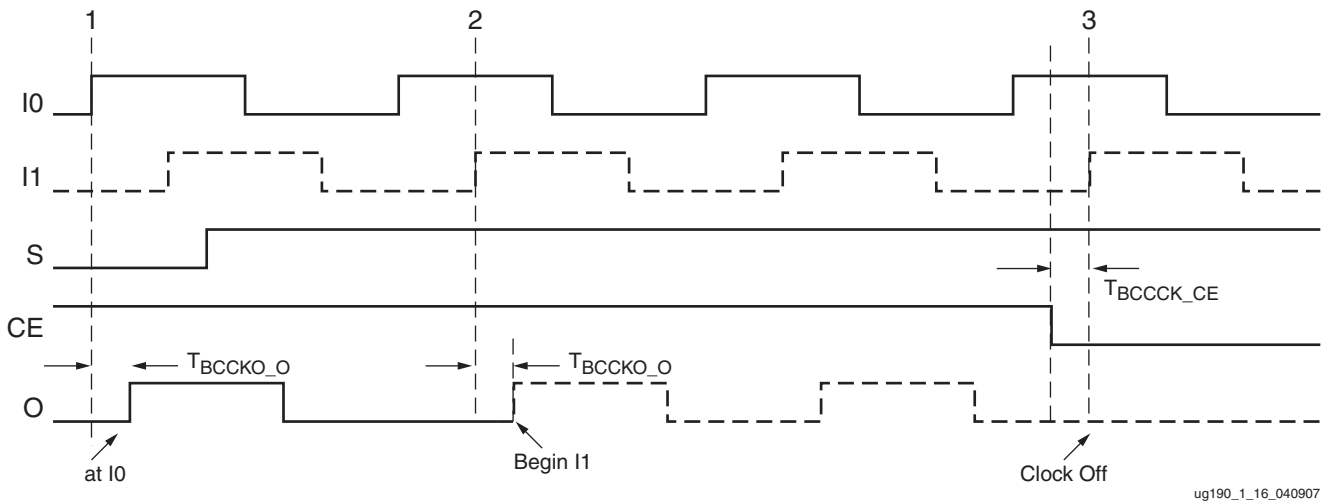 1
2
3
I0
I1
S
T_BCCCK_CE
CE
T_BCCKO_O
T_BCCKO_O
O
at I0
Begin I1
Clock Off
ug190_1_16_040907